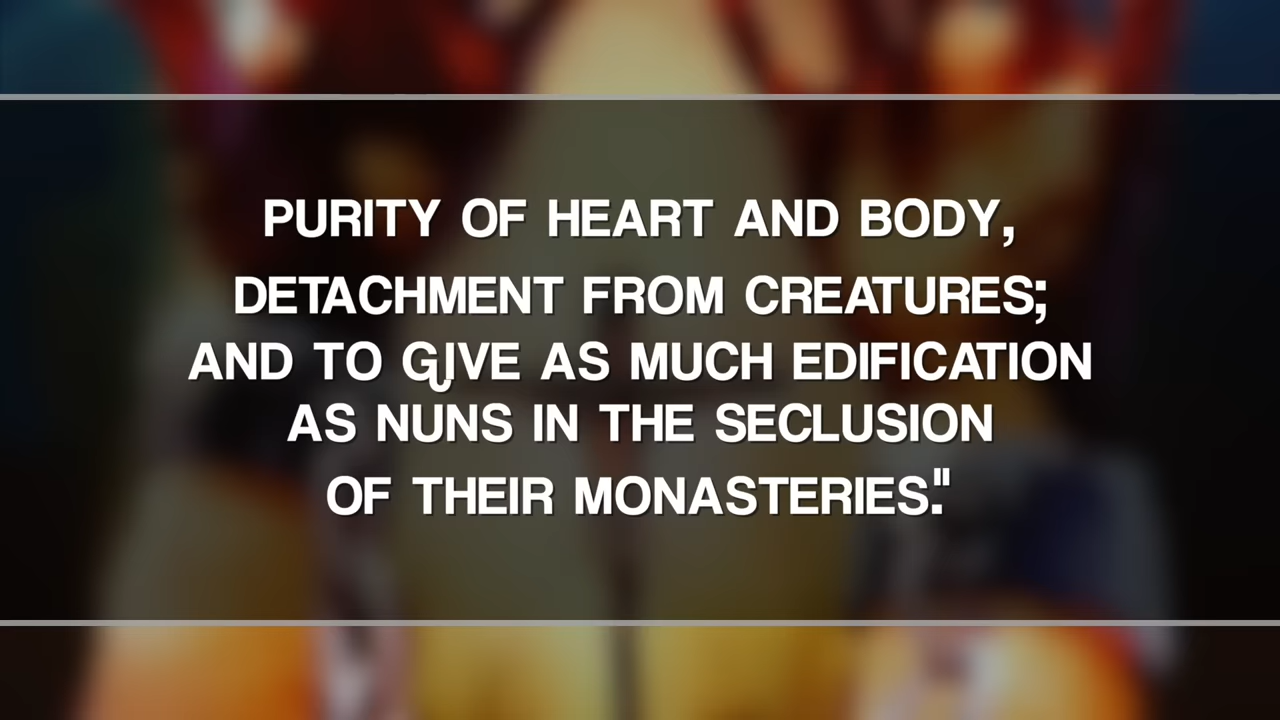 PURITY OF HEART AND BODY,
DETACHMENT FROM CREATURES;
AND TO GIVE AS MUCH EDIFICATION
AS NUNS IN THE SECLUSION
OF THEIR MONASTERIES."